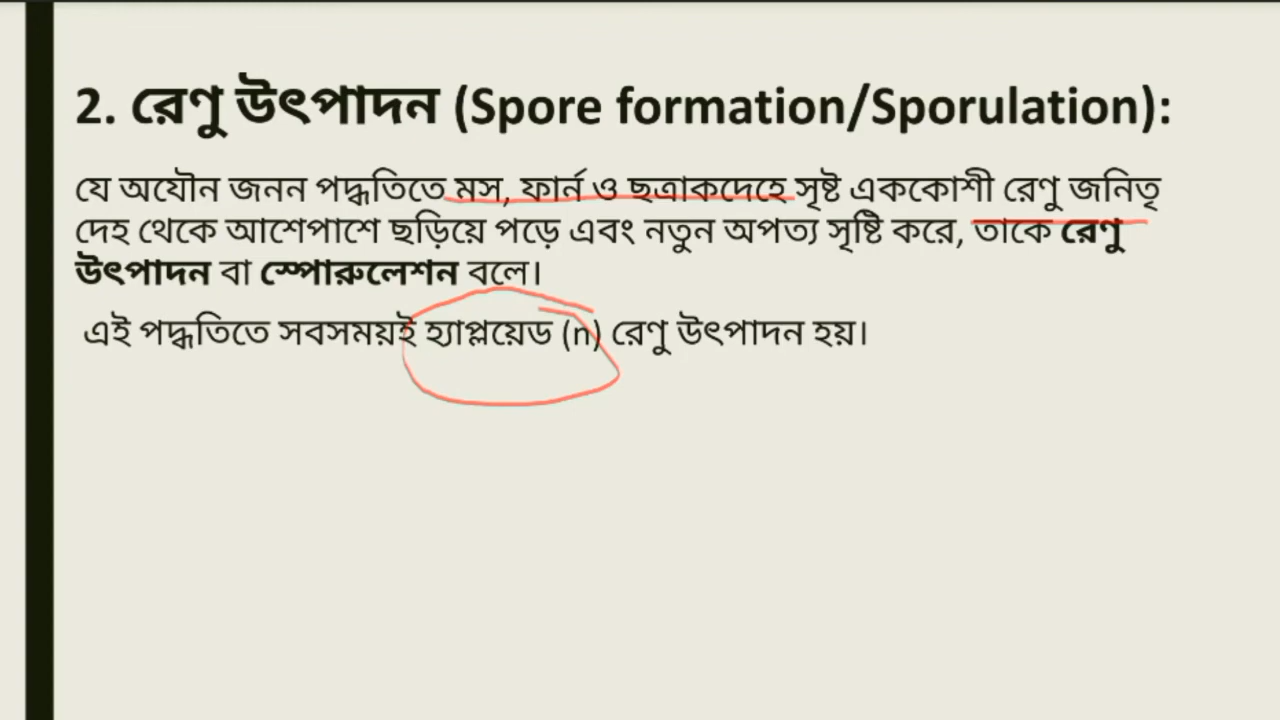 2. রেণু উৎপাদন (Spore formation/Sporulation):
যে অযৌন জনন পদ্ধতিতে মস, ফার্ন ও ছত্রাকদেহে সৃষ্ট এককোশী রেণু জনিতৃ
দেহ থেকে আশেপাশে ছড়িয়ে পড়ে এবং নতুন অপত্য সৃষ্টি করে, তাকে রেণু
উৎপাদন বা স্পোরুলেশন বলে।
এই পদ্ধতিতে সবসময়ই হ্যাপ্লয়েড (n) রেণু উৎপাদন হয়।